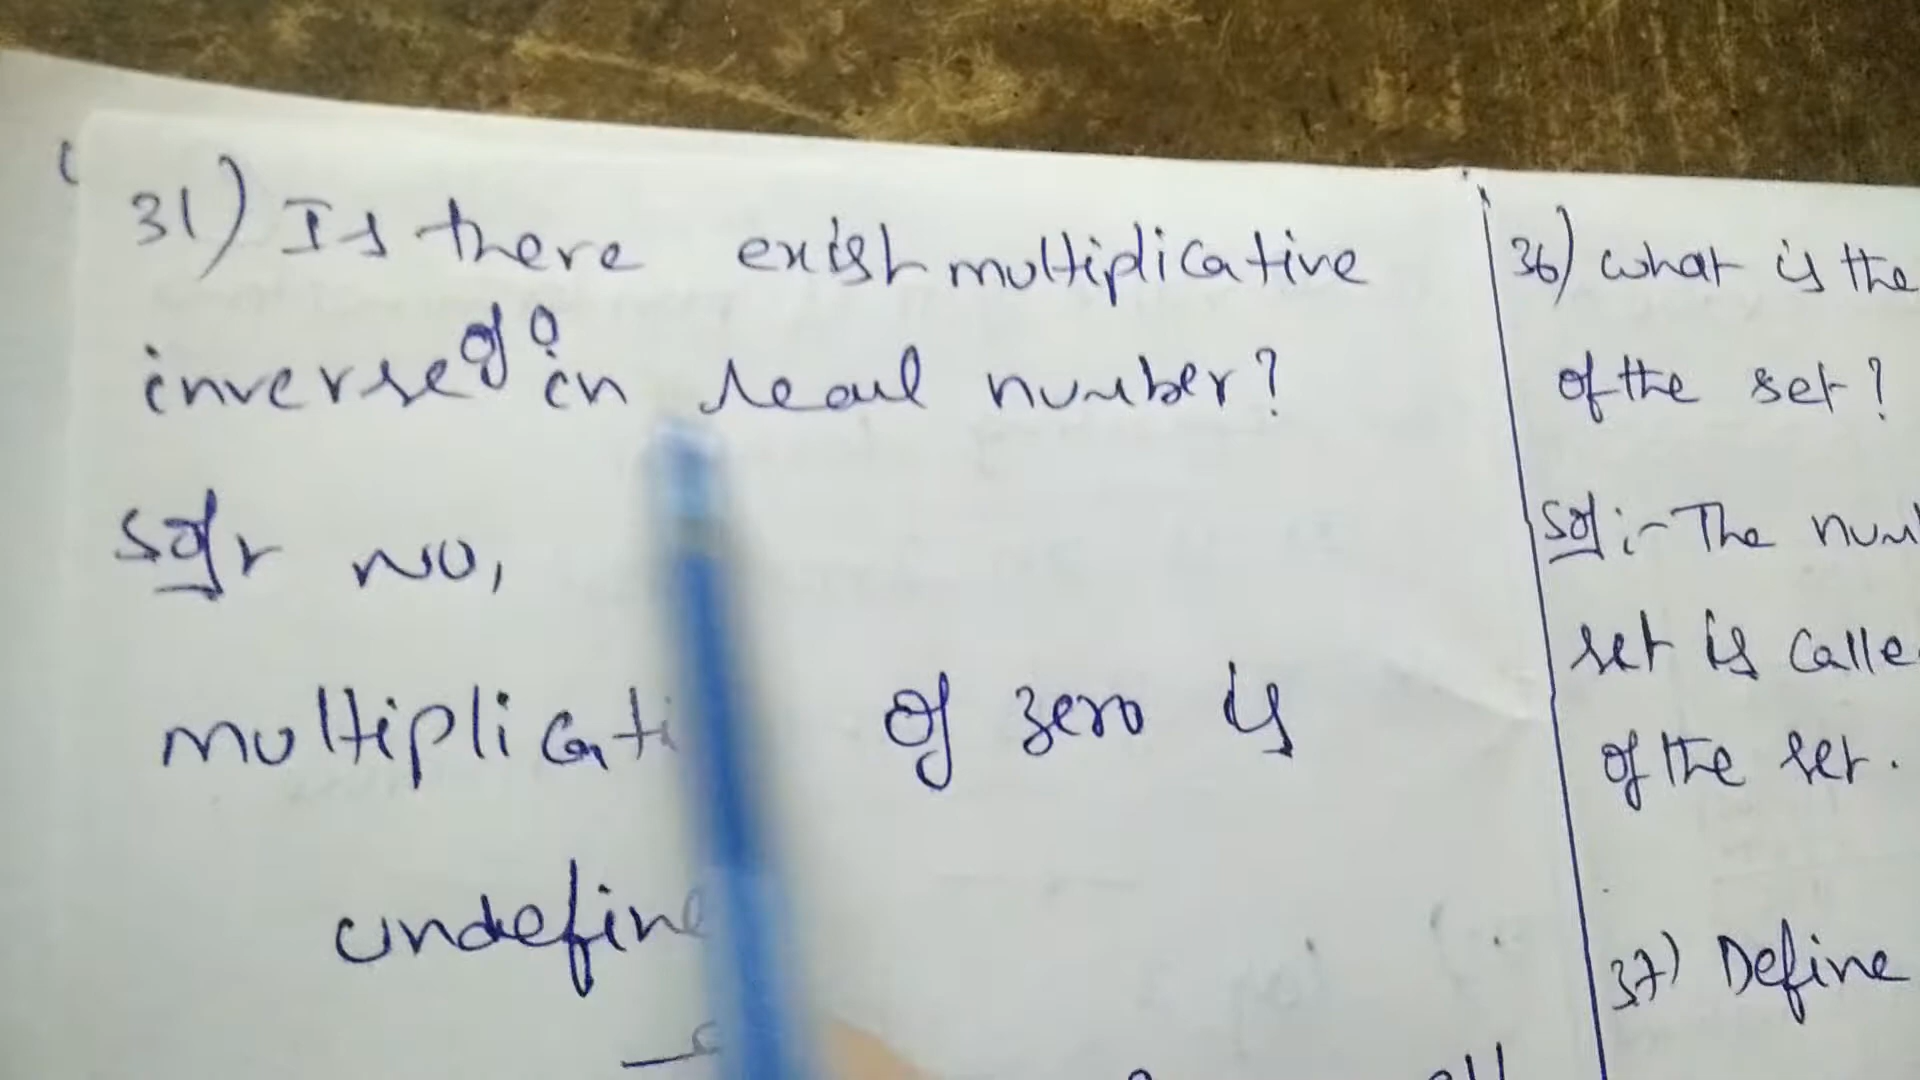 31) Is there exist multiplicative
inverse of 0 in real number?
Sol:- NO,
multiplicati of zero is
undefine
36) what is the
of the set?
Sol:- The num
set is calle
of the set.
37) Define